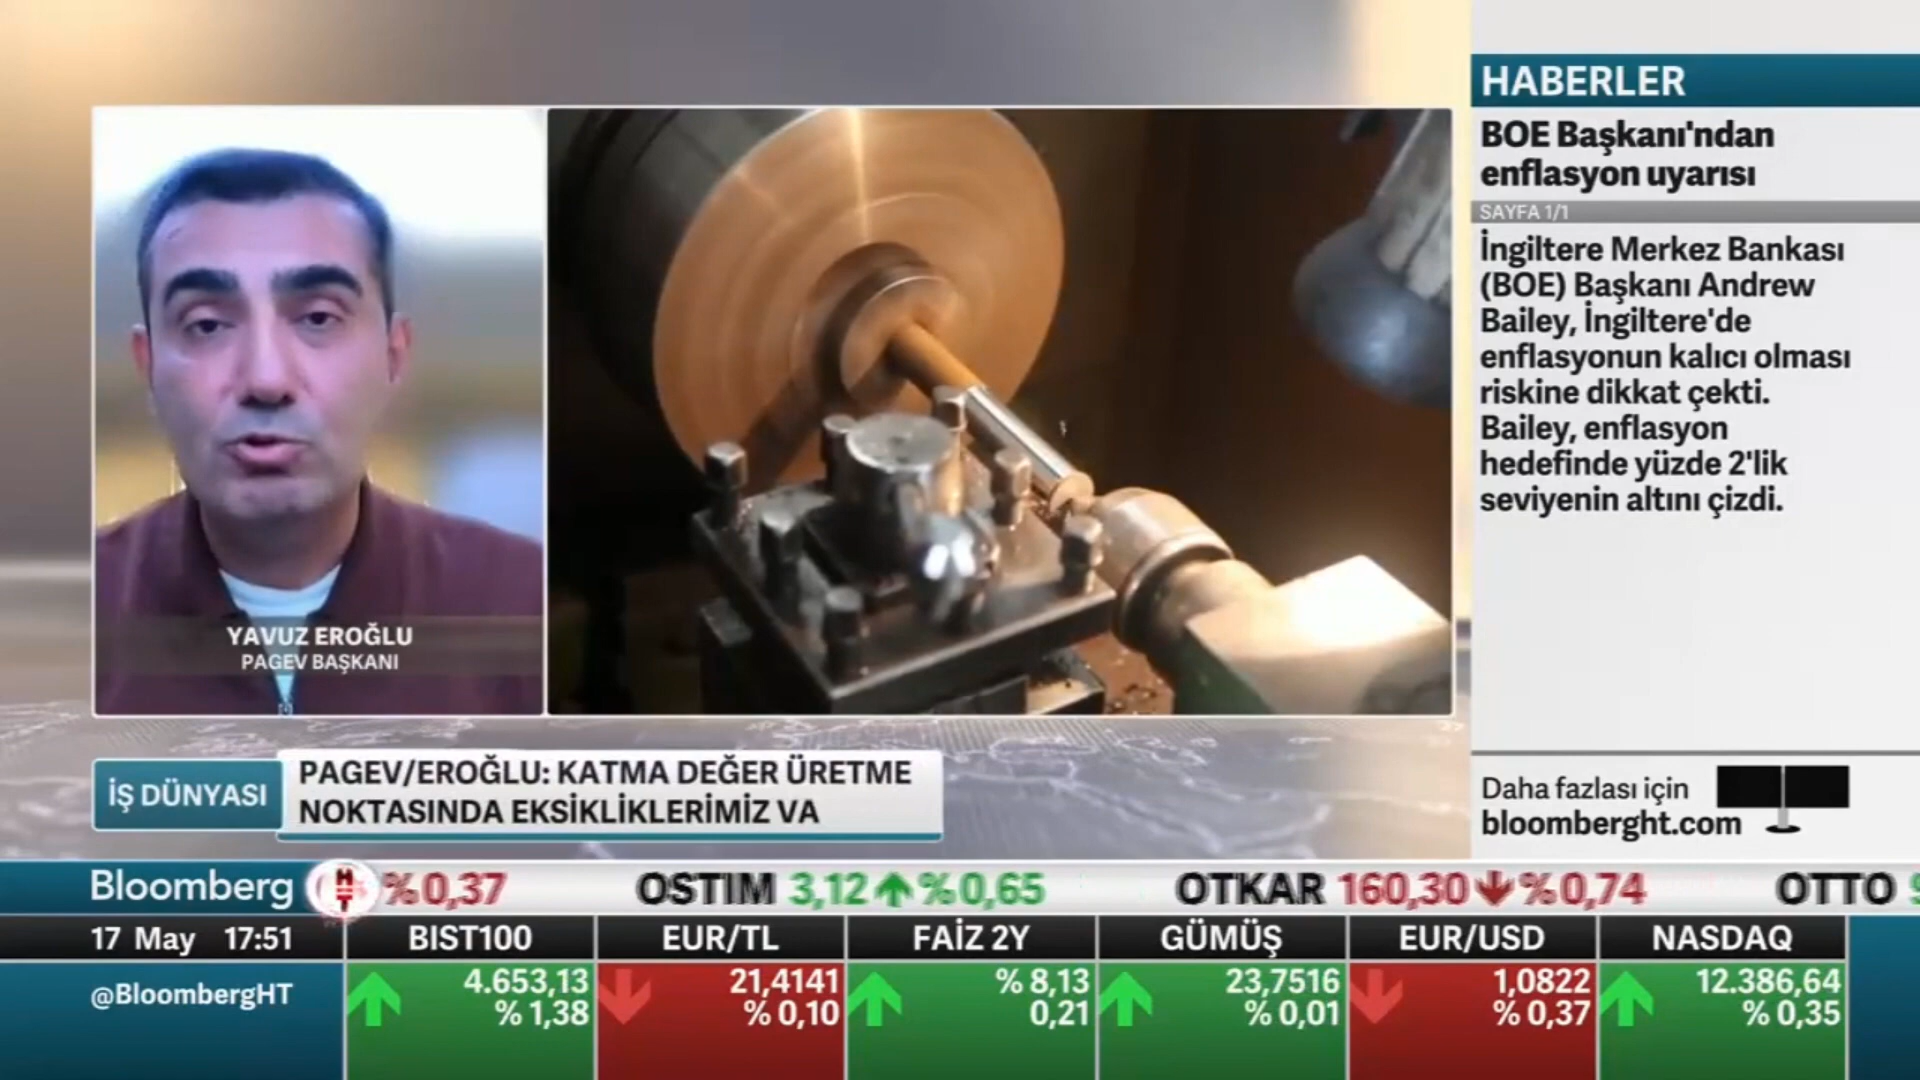 HABERLER
BOE Başkanı'ndan
enflasyon uyarısı
SAYFA 1/1
İngiltere Merkez Bankası
(BOE) Başkanı Andrew
Bailey, İngiltere'de
enflasyonun kalıcı olması
riskine dikkat çekti.
Bailey, enflasyon
hedefinde yüzde 2'lik
seviyenin altını çizdi.
Daha fazlası için
bloomberght.com
YAVUZ EROĞLU
PAGEV BAŞKANI
İŞ DÜNYASI
PAGEV/EROĞLU: KATMA DEĞER ÜRETME
NOKTASINDA EKSİKLİKLERİMİZ VA
Bloomberg HT %0,37 OSTIM 3,12 %0,65 OTKAR 160,30 %0,74 OTTO
17 May 17:51 BIST100 EUR/TL FAİZ 2Y GÜMÜŞ EUR/USD NASDAQ
@BloombergHT 4.653,13 21,4141 % 8,13 23,7516 1,0822 12.386,64
% 1,38 % 0,10 0,21 % 0,01 % 0,37 % 0,35